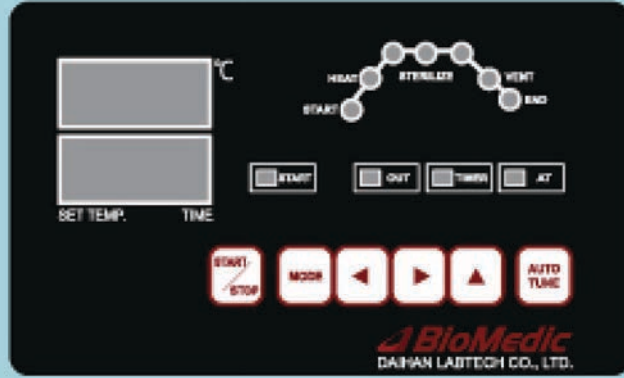 °C
HEAT
STERILIZE
VENT
START
END
START
OUT
TIMER
AT
SET TEMP.
TIME
START/STOP
MODE
AUTO
TUNE
BioMedic
DAIHAN LABTECH CO., LTD.